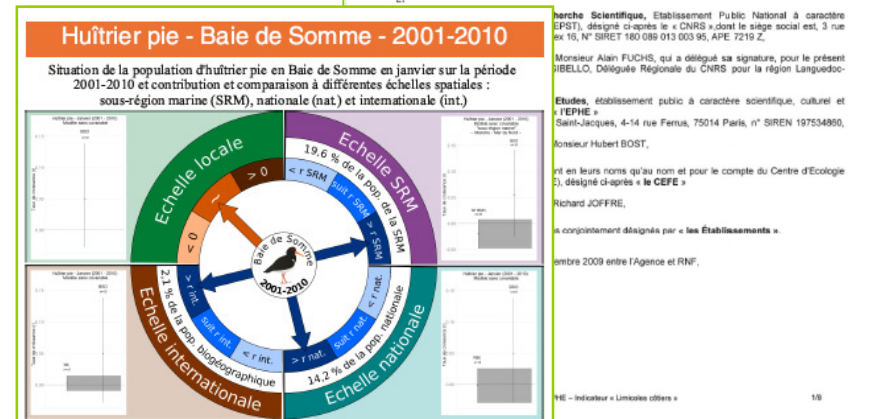 Huîtrier pie - Baie de Somme - 2001-2010
Situation de la population d'huîtrier pie en Baie de Somme en janvier sur la période
2001-2010 et contribution et comparaison à différentes échelles spatiales :
sous-région marine (SRM), nationale (nat.) et internationale (int.)
Echelle locale
< 0
~
> 0
Echelle SRM
19,6 % de la pop. de la SRM
< r SRM
suit r SRM
> r SRM
Baie de Somme
2001-2010
Echelle internationale
2,1 % de la pop. biogéographique
> r int.
suit r int.
< r int.
Echelle nationale
14,2 % de la pop. nationale
< r nat.
suit r nat.
> r nat.
herche Scientifique, Etablissement Public National à caractère
EPST), désigné ci-après le « CNRS »,dont le siège social est, 3 rue
ex 16, N° SIRET 180 089 013 003 95, APE 7219 Z,
Monsieur Alain FUCHS, qui a délégué sa signature, pour le présent
SIBELLO, Déléguée Régionale du CNRS pour la région Languedoc-
Etudes, établissement public à caractère scientifique, culturel et
« l'EPHE »
Saint-Jacques, 4-14 rue Ferrus, 75014 Paris, n° SIREN 197534860,
Monsieur Hubert BOST,
nt en leurs noms qu'au nom et pour le compte du Centre d'Ecologie
E), désigné ci-après « le CEFE »
Richard JOFFRE,
s conjointement désignés par « les Établissements ».
embre 2009 entre l'Agence et RNF,
PHE – Indicateur « Limicoles côtiers »
1/8